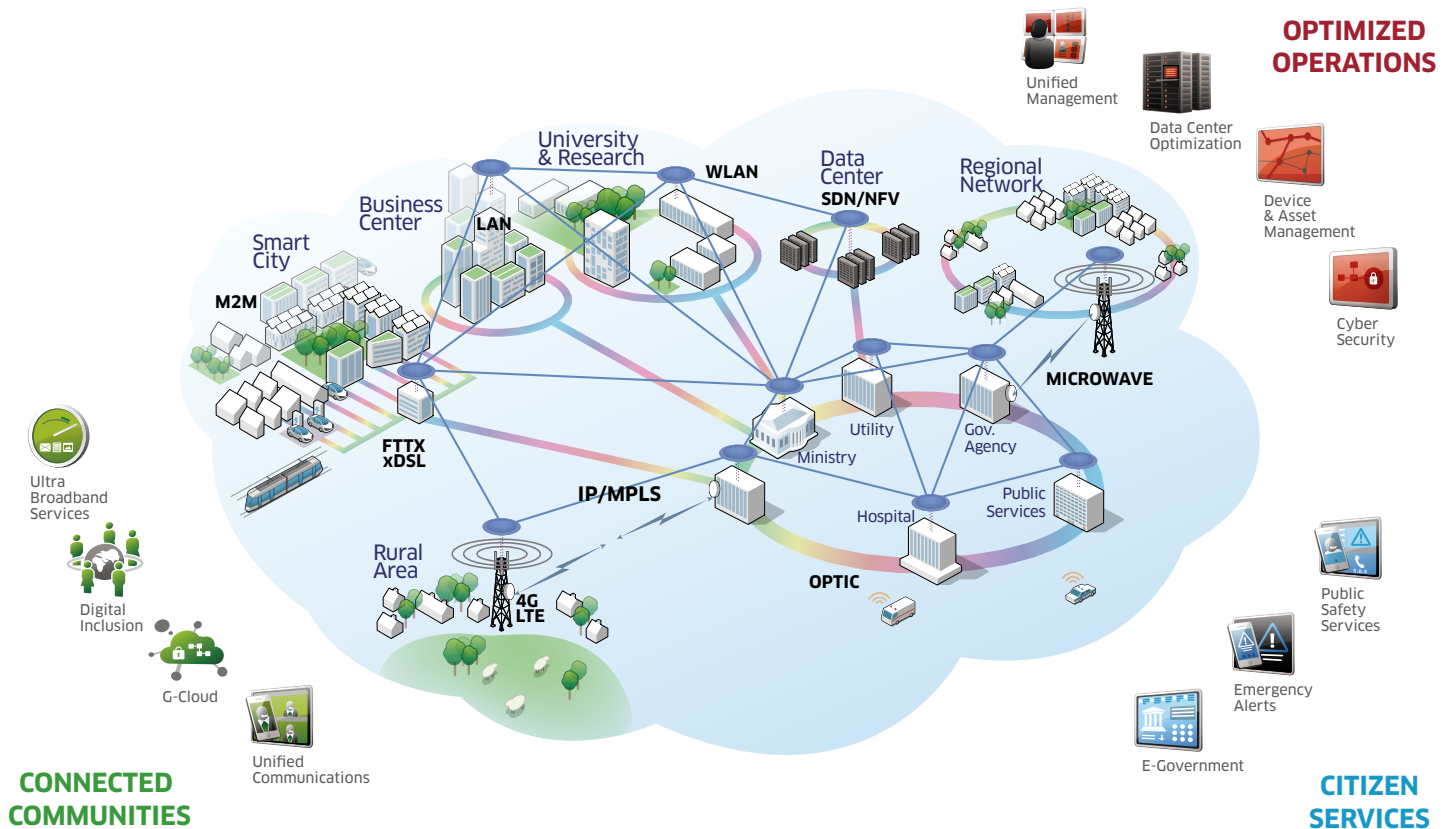 OPTIMIZED
OPERATIONS
Unified
Management
Data Center
Optimization
Device
& Asset
Management
Cyber
Security
University
& Research
WLAN
Data
Center
SDN/NFV
Regional
Network
Business
Center
LAN
Smart
City
M2M
MICROWAVE
FTTX
xDSL
Utility
Gov.
Agency
Ministry
IP/MPLS
Hospital
Public
Services
OPTIC
Rural
Area
4G
LTE
Ultra
Broadband
Services
Digital
Inclusion
G-Cloud
Unified
Communications
CONNECTED
COMMUNITIES
S.O.S
Public
Safety
Services
Emergency
Alerts
E-Government
CITIZEN
SERVICES